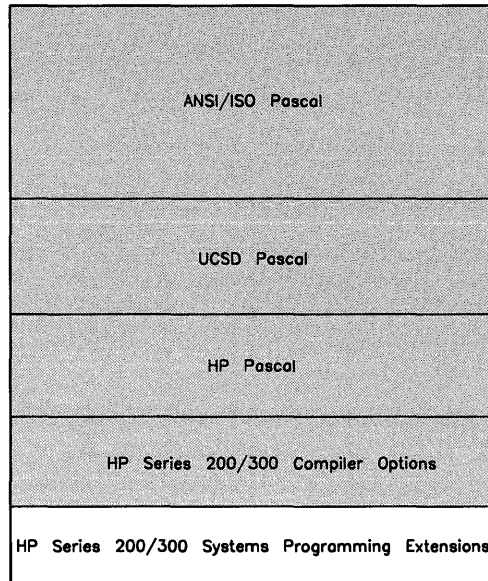 ANSI/ISO Pascal
UCSD Pascal
HP Pascal
HP Series 200/300 Compiler Options
HP Series 200/300 Systems Programming Extensions